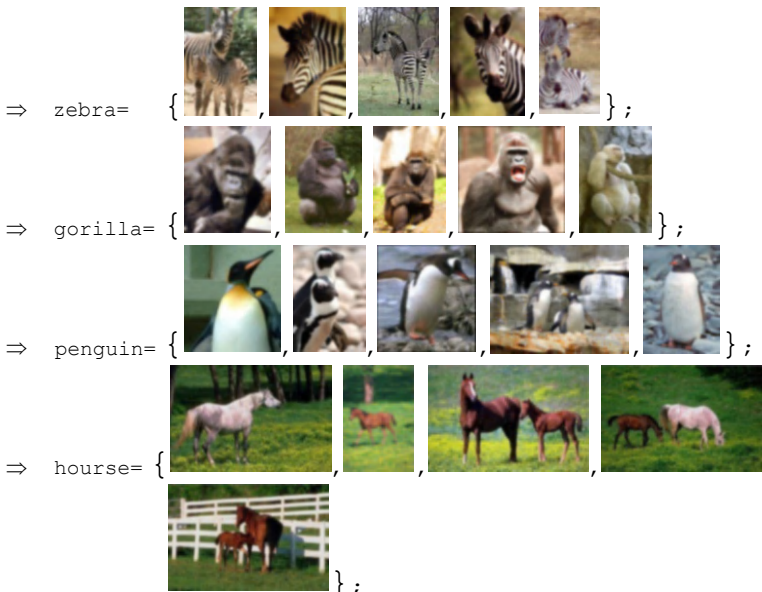 ⇒ zebra= { , , , , };
⇒ gorilla= { , , , , };
⇒ penguin= { , , , , };
⇒ hourse= { , , ,
};